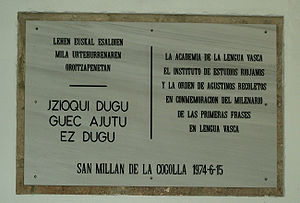 LEHEN EUSKAL ESALDIEN
MILA URTEBURRENAREN
OROITZAPENETAN
JZIOQUI DUGU
GUEC AJUTU
EZ DUGU
LA ACADEMIA DE LA LENGUA VASCA
EL INSTITUTO DE ESTUDIOS RIOJANOS
Y LA ORDEN DE AGUSTINOS RECOLETOS
EN CONMEMORACION DEL MILENARIO
DE LAS PRIMERAS FRASES
EN LENGUA VASCA
SAN MILLAN DE LA COCOLLA 1974-6-15